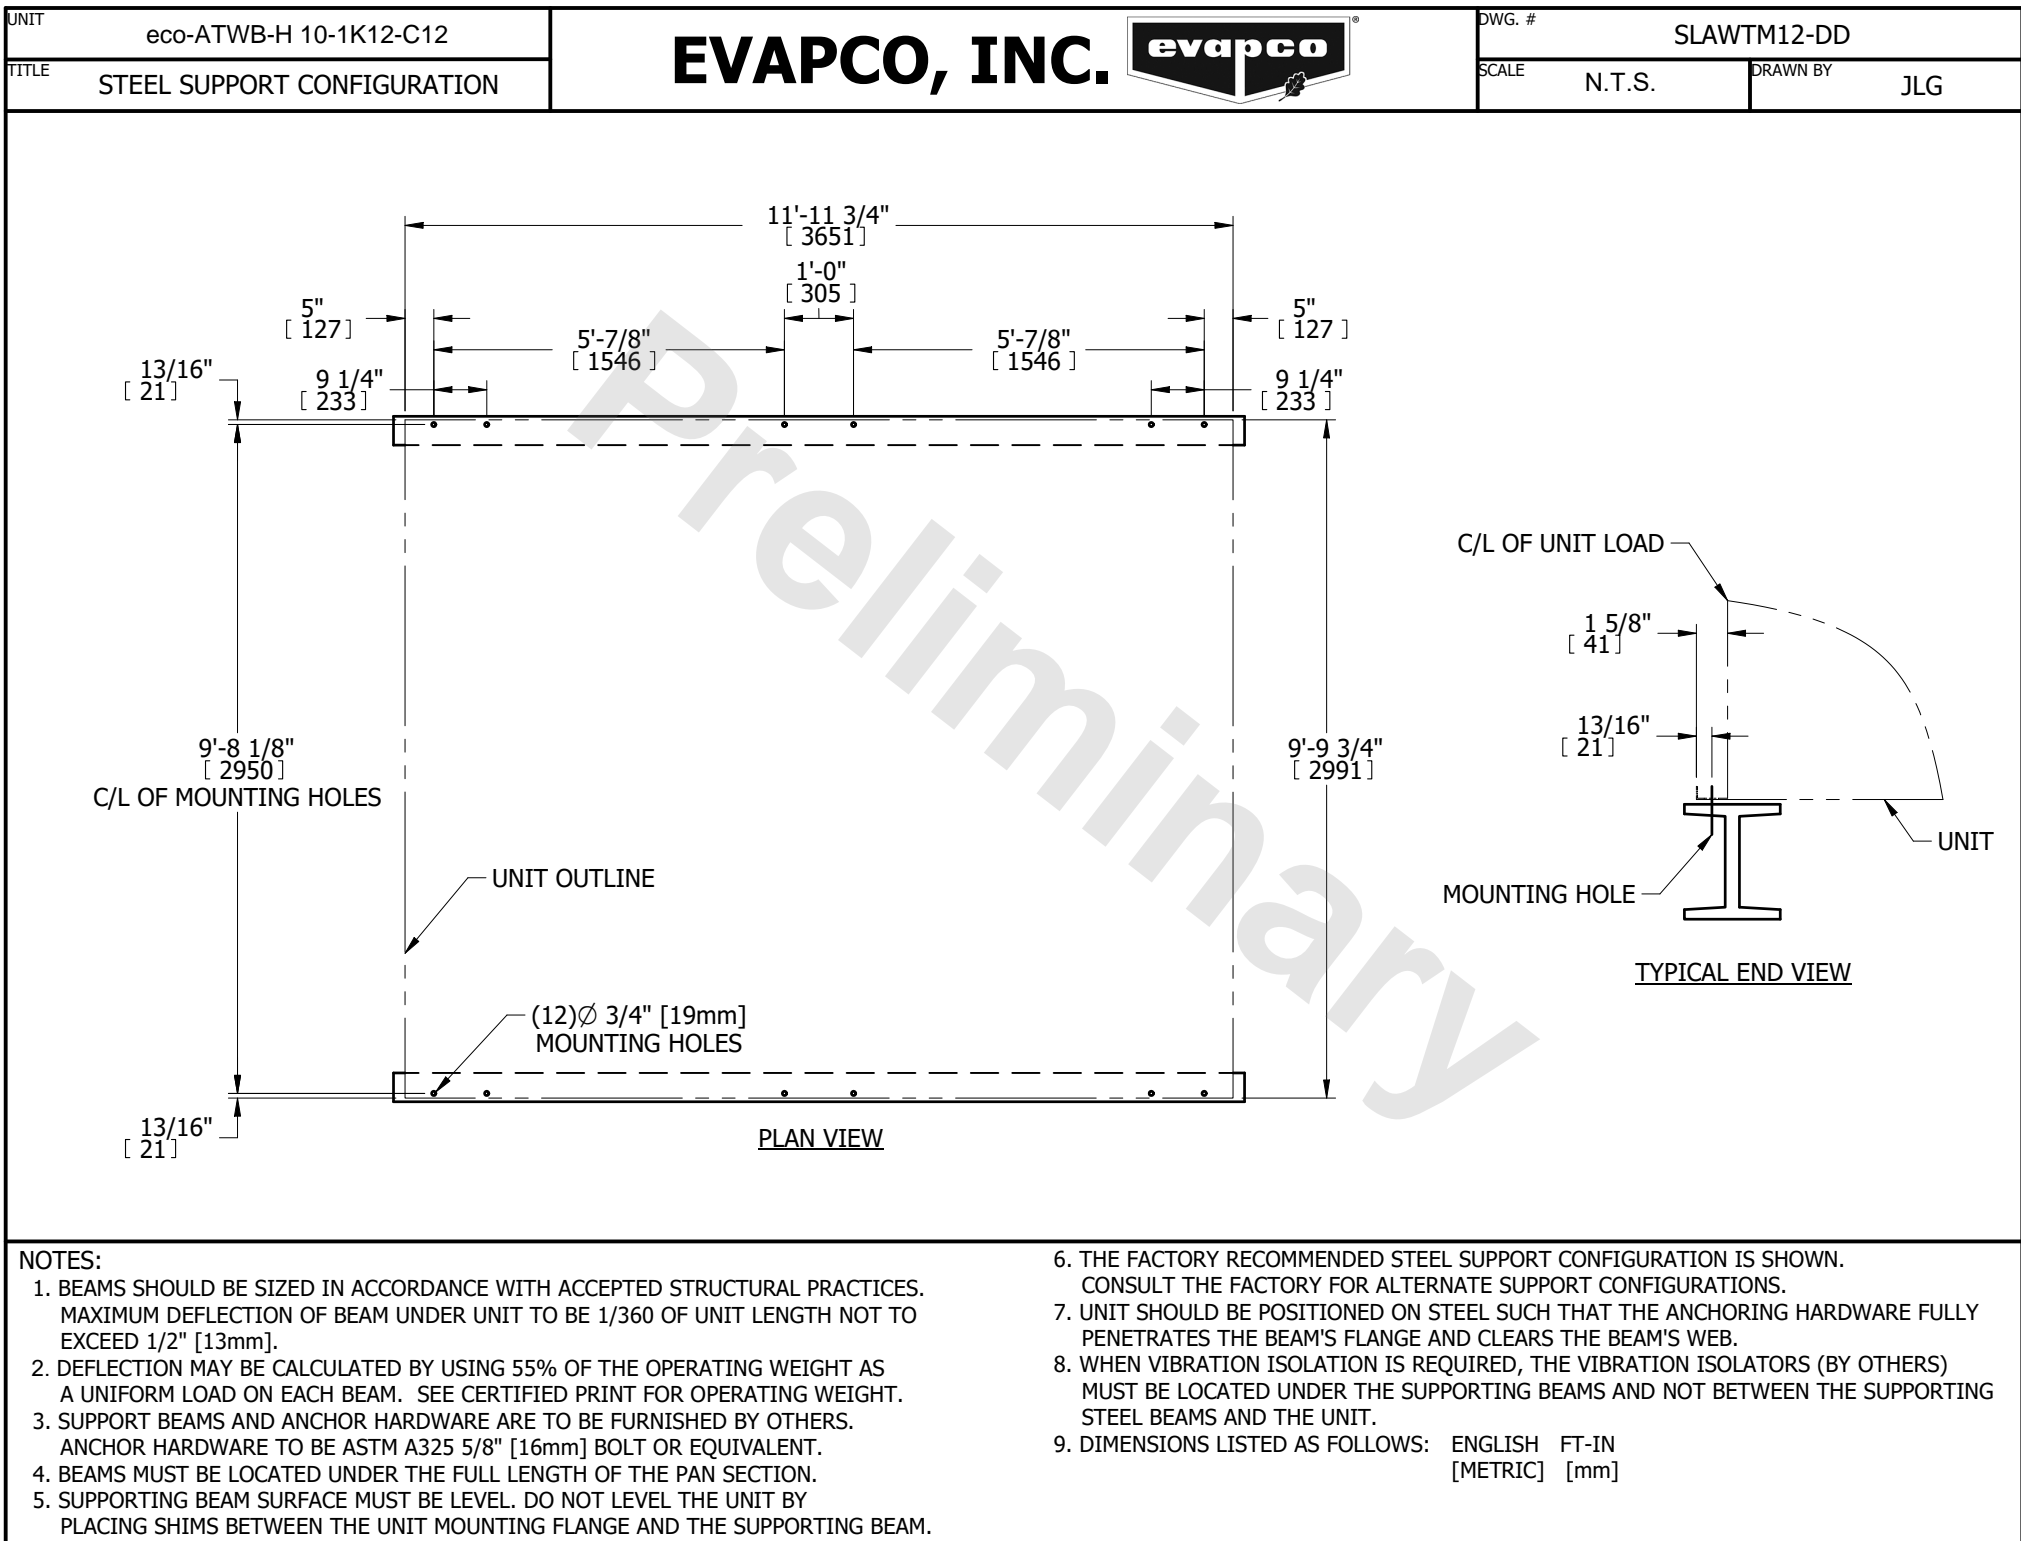 UNIT
eco-ATWB-H 10-1K12-C12
TITLE
STEEL SUPPORT CONFIGURATION
EVAPCO, INC.
evapco
®
DWG. #
SLAWTM12-DD
SCALE
N.T.S.
DRAWN BY
JLG
11'-11 3/4"
[ 3651 ]
1'-0"
[ 305 ]
5"
[ 127 ]
5"
[ 127 ]
5'-7/8"
[ 1546 ]
5'-7/8"
[ 1546 ]
13/16"
[ 21 ]
9 1/4"
[ 233 ]
9 1/4"
[ 233 ]
Preliminary
C/L OF UNIT LOAD
1 5/8"
[ 41 ]
13/16"
[ 21 ]
9'-8 1/8"
[ 2950 ]
C/L OF MOUNTING HOLES
9'-9 3/4"
[ 2991 ]
UNIT
MOUNTING HOLE
UNIT OUTLINE
TYPICAL END VIEW
(12)∅ 3/4" [19mm]
MOUNTING HOLES
13/16"
[ 21 ]
PLAN VIEW
NOTES:
1. BEAMS SHOULD BE SIZED IN ACCORDANCE WITH ACCEPTED STRUCTURAL PRACTICES.
MAXIMUM DEFLECTION OF BEAM UNDER UNIT TO BE 1/360 OF UNIT LENGTH NOT TO
EXCEED 1/2" [13mm].
2. DEFLECTION MAY BE CALCULATED BY USING 55% OF THE OPERATING WEIGHT AS
A UNIFORM LOAD ON EACH BEAM. SEE CERTIFIED PRINT FOR OPERATING WEIGHT.
3. SUPPORT BEAMS AND ANCHOR HARDWARE ARE TO BE FURNISHED BY OTHERS.
ANCHOR HARDWARE TO BE ASTM A325 5/8" [16mm] BOLT OR EQUIVALENT.
4. BEAMS MUST BE LOCATED UNDER THE FULL LENGTH OF THE PAN SECTION.
5. SUPPORTING BEAM SURFACE MUST BE LEVEL. DO NOT LEVEL THE UNIT BY
PLACING SHIMS BETWEEN THE UNIT MOUNTING FLANGE AND THE SUPPORTING BEAM.
6. THE FACTORY RECOMMENDED STEEL SUPPORT CONFIGURATION IS SHOWN.
CONSULT THE FACTORY FOR ALTERNATE SUPPORT CONFIGURATIONS.
7. UNIT SHOULD BE POSITIONED ON STEEL SUCH THAT THE ANCHORING HARDWARE FULLY
PENETRATES THE BEAM'S FLANGE AND CLEARS THE BEAM'S WEB.
8. WHEN VIBRATION ISOLATION IS REQUIRED, THE VIBRATION ISOLATORS (BY OTHERS)
MUST BE LOCATED UNDER THE SUPPORTING BEAMS AND NOT BETWEEN THE SUPPORTING
STEEL BEAMS AND THE UNIT.
9. DIMENSIONS LISTED AS FOLLOWS: ENGLISH FT-IN
[METRIC] [mm]